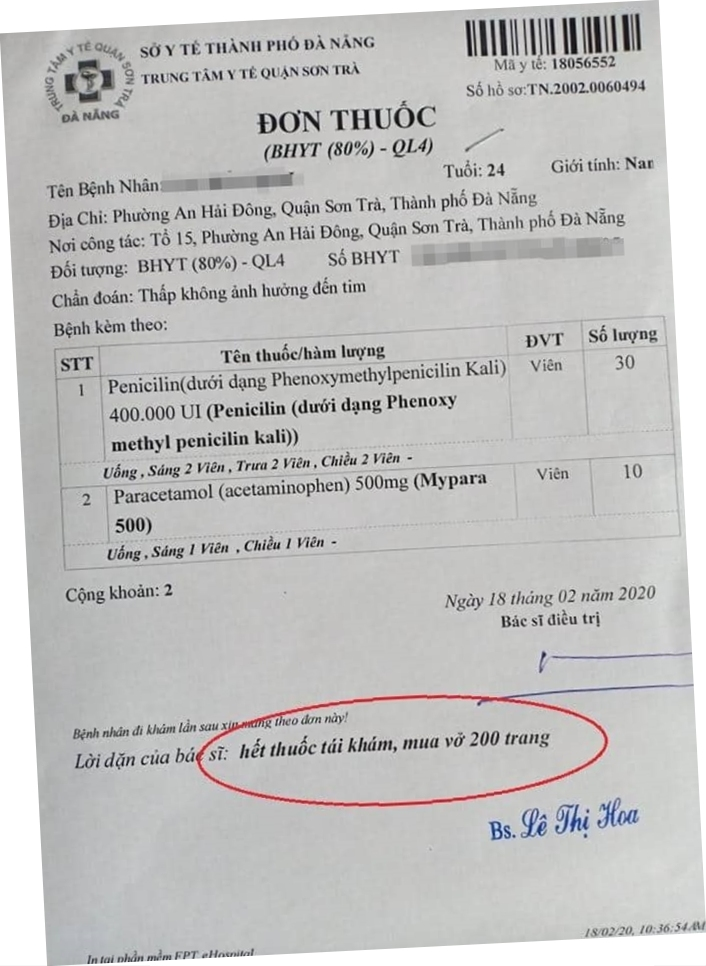 TRUNG TÂM Y TẾ QUẬN SƠN TRÀ
ĐÀ NẴNG
SỞ Y TẾ THÀNH PHỐ ĐÀ NẴNG
TRUNG TÂM Y TẾ QUẬN SƠN TRÀ
Mã y tế: 18056552
Số hồ sơ:TN.2002.0060494
ĐƠN THUỐC
(BHYT (80%) - QL4)
Tên Bệnh Nhân: Tuổi: 24 Giới tính: Nam
Địa Chỉ: Phường An Hải Đông, Quận Sơn Trà, Thành phố Đà Nẵng
Nơi công tác: Tổ 15, Phường An Hải Đông, Quận Sơn Trà, Thành phố Đà Nẵng
Đối tượng: BHYT (80%) - QL4 Số BHYT
Chẩn đoán: Thấp không ảnh hưởng đến tim
Bệnh kèm theo:
STT Tên thuốc/hàm lượng ĐVT Số lượng
1 Penicilin(dưới dạng Phenoxymethylpenicilin Kali) Viên 30
400.000 UI (Penicilin (dưới dạng Phenoxy
methyl penicilin kali))
Uống , Sáng 2 Viên , Trưa 2 Viên , Chiều 2 Viên -
2 Paracetamol (acetaminophen) 500mg (Mypara Viên 10
500)
Uống , Sáng 1 Viên , Chiều 1 Viên -
Cộng khoản: 2
Ngày 18 tháng 02 năm 2020
Bác sĩ điều trị
Bệnh nhân đi khám lần sau xin mang theo đơn này!
Lời dặn của bác sĩ: hết thuốc tái khám, mua vở 200 trang
Bs. Lê Thị Hoa
18/02/20, 10:36:54AM
In tại phần mềm FPT. eHospital